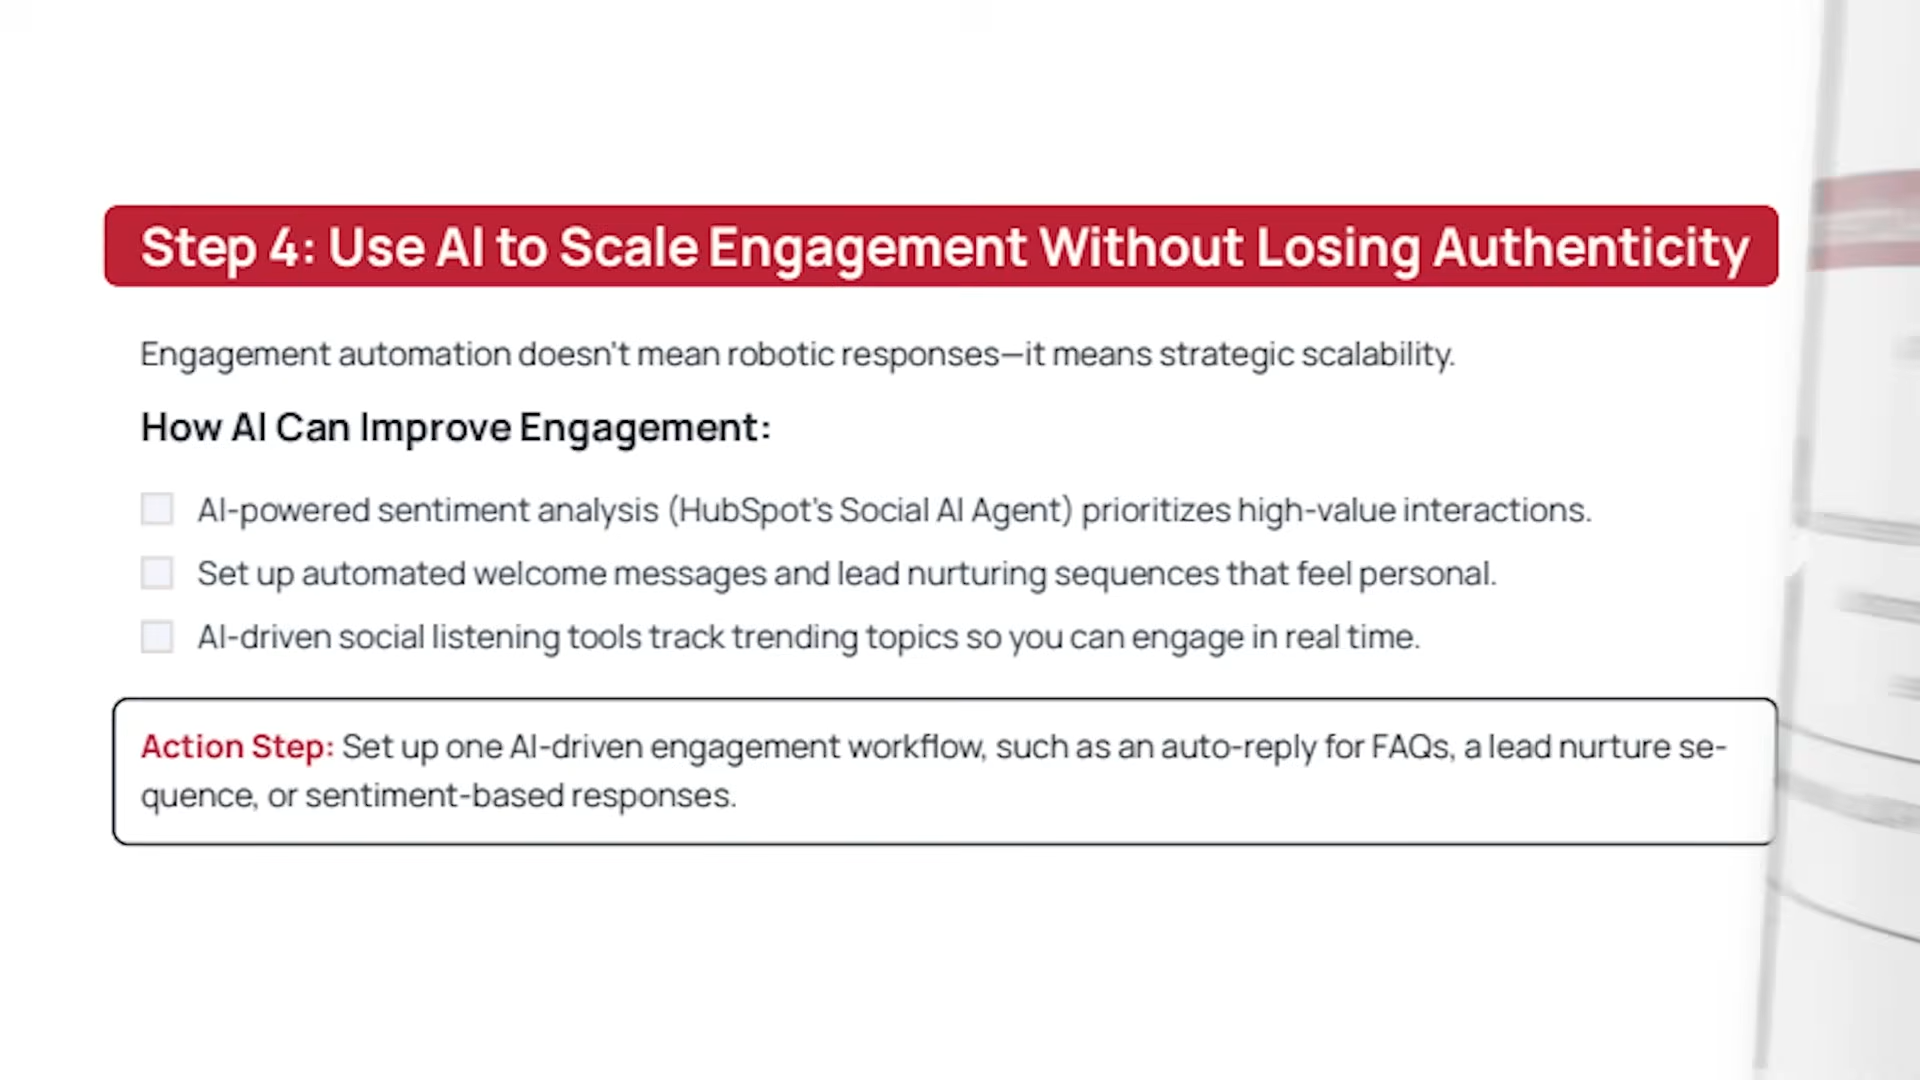 Step 4: Use AI to Scale Engagement Without Losing Authenticity
Engagement automation doesn't mean robotic responses—it means strategic scalability.
How AI Can Improve Engagement:
AI-powered sentiment analysis (HubSpot's Social AI Agent) prioritizes high-value interactions.
Set up automated welcome messages and lead nurturing sequences that feel personal.
AI-driven social listening tools track trending topics so you can engage in real time.
Action Step: Set up one AI-driven engagement workflow, such as an auto-reply for FAQs, a lead nurture se-
quence, or sentiment-based responses.